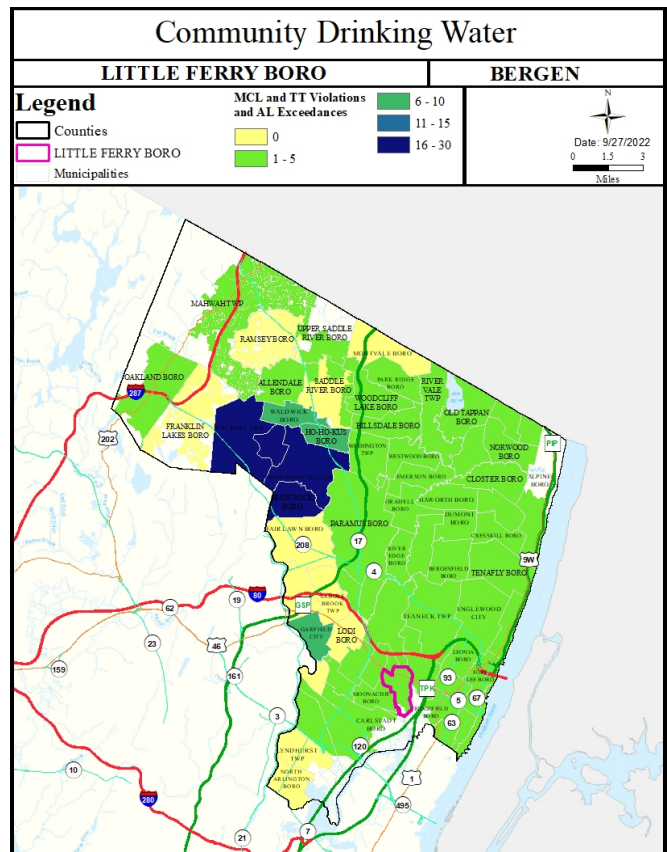 Community Drinking Water
LITTLE FERRY BORO
BERGEN
Legend
Counties
LITTLE FERRY BORO
Municipalities
MCL and TT Violations
and AL Exceedances
0
1 - 5
6 - 10
11 - 15
16 - 30
N
Date: 9/27/2022
0 1.5 3
Miles
MAHWAH TWP
RAMSEY BORO
UPPER SADDLE
RIVER BORO
MONTVALE BORO
OAKLAND BORO
287
ALLENDALE
BORO
SADDLE
RIVER BORO
PARK RIDGE
BORO
RIVER
VALE
TWP
WOODCLIFF
LAKE BORO
OLD TAPPAN
BORO
202
FRANKLIN
LAKES BORO
WALDWICK
BORO
HO-HO-KUS
BORO
HILLSDALE BORO
WASHINGTON
TWP
NORWOOD
BORO
PIP
WESTWOOD BORO
EMERSON BORO
CLOSTER BORO
ALPINE
BORO
GLEN ROCK
BORO
ORADELL
BORO
HAWORTH BORO
DUMONT
BORO
PARAMUS BORO
FAIR LAWN BORO
CRESSKILL BORO
208
17
4
RIVER
EDGE
BORO
BERGENFIELD
BORO
TENAFLY BORO
9W
62
19
80
GSP
BROOK
TWP
ENGLEWOOD
CITY
TEANECK TWP
GARFIELD
CITY
LODI
BORO
23
46
159
161
LEONIA
BORO
FORT
LEE BORO
93
TPK
5
67
63
MOONACHIE
BORO
CARLSTADT
BORO
3
120
LYNDHURST
TWP
NORTH
ARLINGTON
BORO
10
280
1
495
21
7